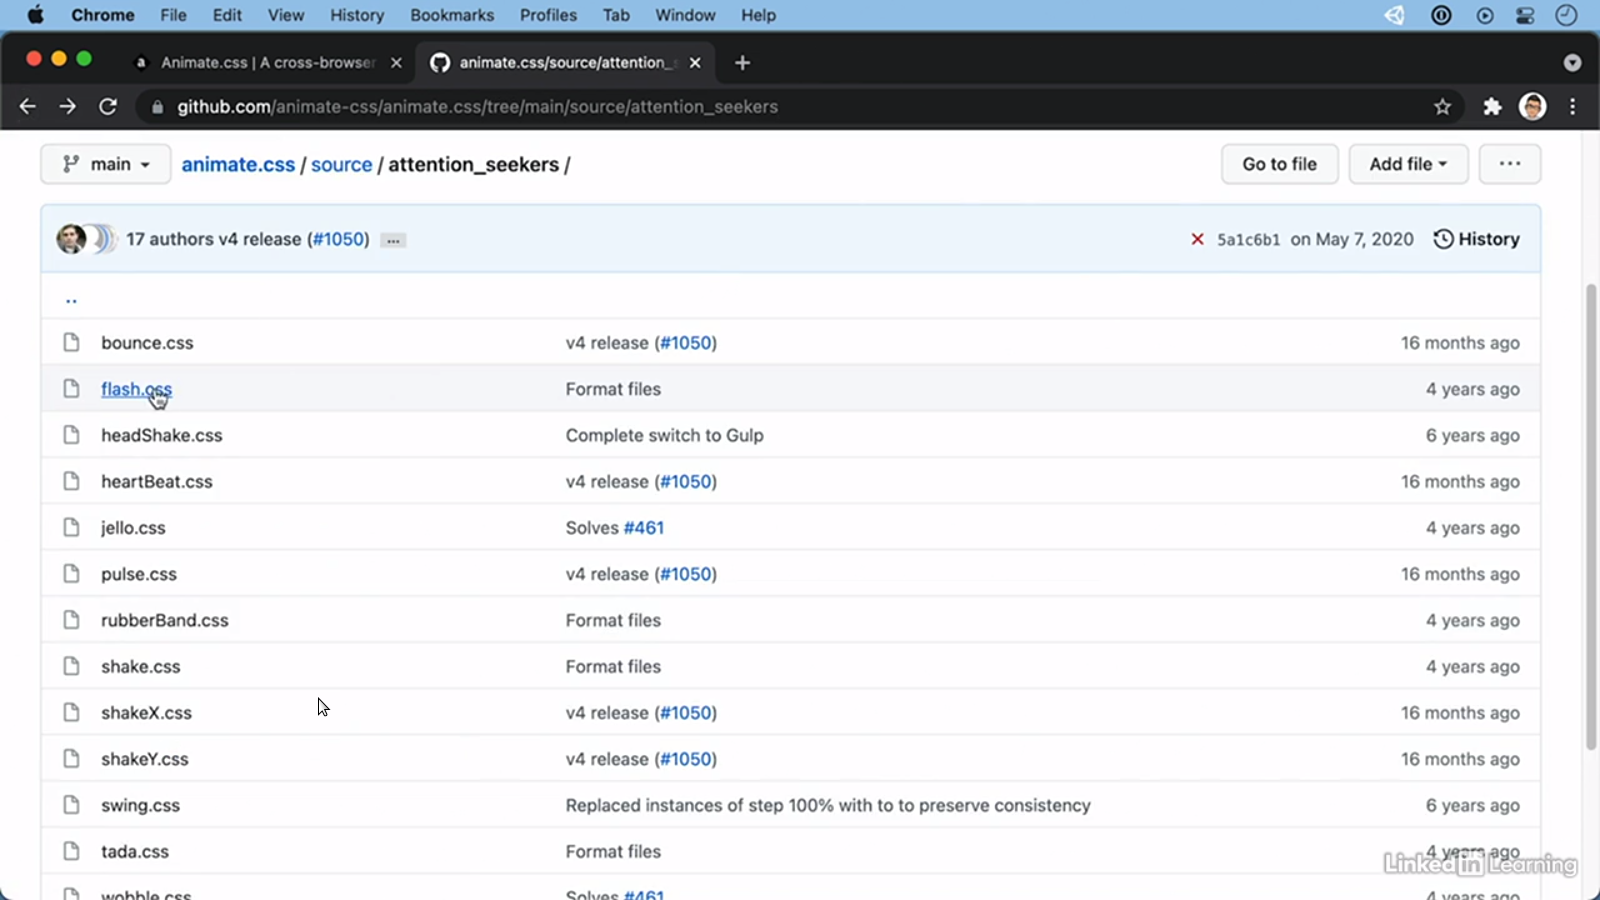 Chrome File Edit View History Bookmarks Profiles Tab Window Help
a Animate.css | A cross-browser animate.css/source/attention_
github.com/animate-css/animate.css/tree/main/source/attention_seekers
main animate.css / source / attention_seekers / Go to file Add file ...
17 authors v4 release (#1050) ... 5a1c6b1 on May 7, 2020 History
..
bounce.css v4 release (#1050) 16 months ago
flash.css Format files 4 years ago
headShake.css Complete switch to Gulp 6 years ago
heartBeat.css v4 release (#1050) 16 months ago
jello.css Solves #461 4 years ago
pulse.css v4 release (#1050) 16 months ago
rubberBand.css Format files 4 years ago
shake.css Format files 4 years ago
shakeX.css v4 release (#1050) 16 months ago
shakeY.css v4 release (#1050) 16 months ago
swing.css Replaced instances of step 100% with to to preserve consistency 6 years ago
tada.css Format files 4 years ago
LinkedIn Learning
wobble.css Solves #461 4 years ago